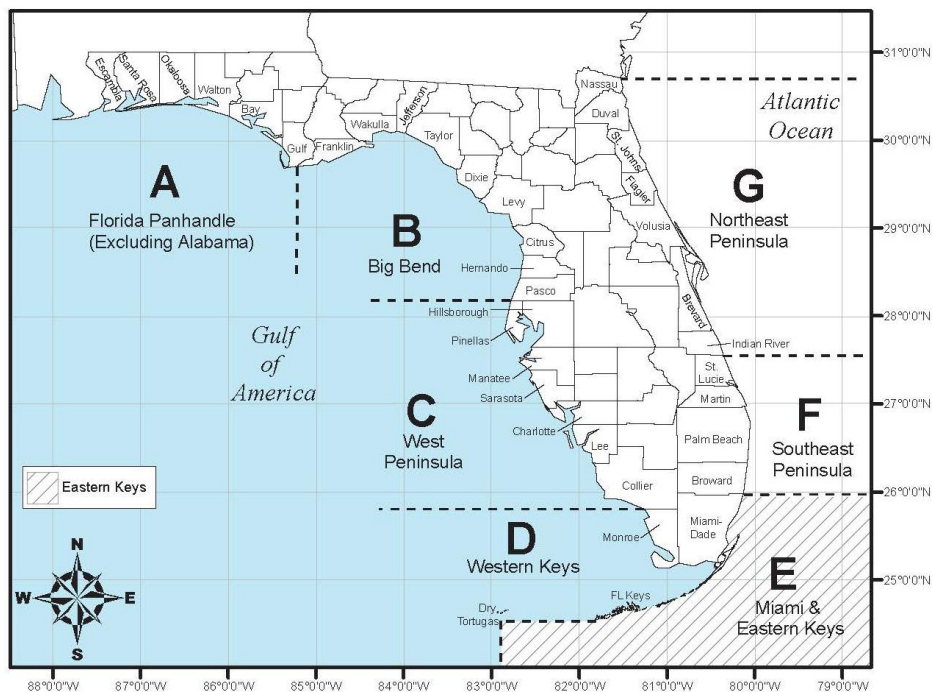 31°0'0"N
30°0'0"N
29°0'0"N
28°0'0"N
27°0'0"N
26°0'0"N
25°0'0"N
88°0'0"W
87°0'0"W
86°0'0"W
85°0'0"W
84°0'0"W
83°0'0"W
82°0'0"W
81°0'0"W
80°0'0"W
79°0'0"W
Escambia
Santa Rosa
Okaloosa
Walton
Bay
Gulf
Franklin
Wakulla
Jefferson
Taylor
Dixie
Levy
Citrus
Hernando
Pasco
Hillsborough
Pinellas
Manatee
Sarasota
Charlotte
Lee
Collier
Monroe
Nassau
Duval
St. Johns
Flagler
Volusia
Brevard
Indian River
St.
Lucie
Martin
Palm Beach
Broward
Miami-
Dade
FL Keys
Dry
Tortugas
Atlantic
Ocean
Gulf
of
America
A
Florida Panhandle
(Excluding Alabama)
B
Big Bend
C
West
Peninsula
D
Western Keys
E
Miami &
Eastern Keys
F
Southeast
Peninsula
G
Northeast
Peninsula
Eastern Keys
N
W
E
S